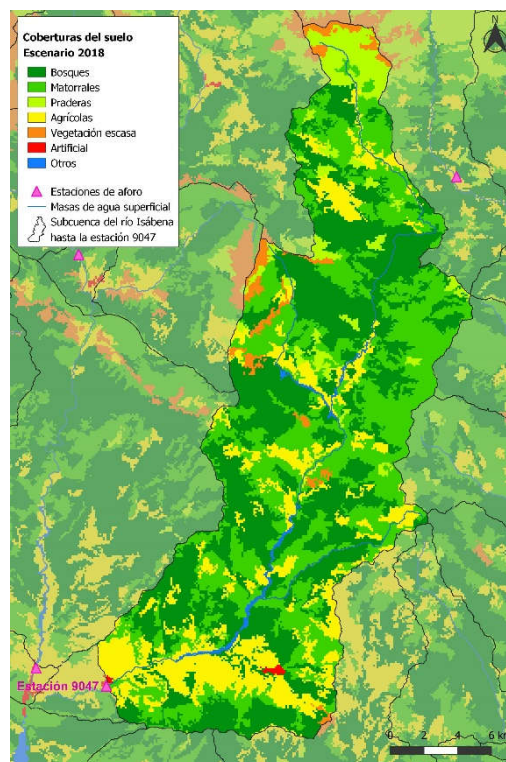 Coberturas del suelo
Escenario 2018
Bosques
Matorrales
Praderas
Agrícolas
Vegetación escasa
Artificial
Otros
Estaciones de aforo
Masas de agua superficial
Subcuenca del río Isábena
hasta la estación 9047
N
Estación 9047
0 2 4 6 km